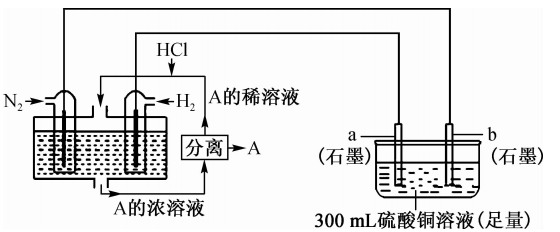 HCl
N₂
H₂
A的稀溶液
分离
A
A的浓溶液
a
(石墨)
b
(石墨)
300 mL硫酸铜溶液(足量)